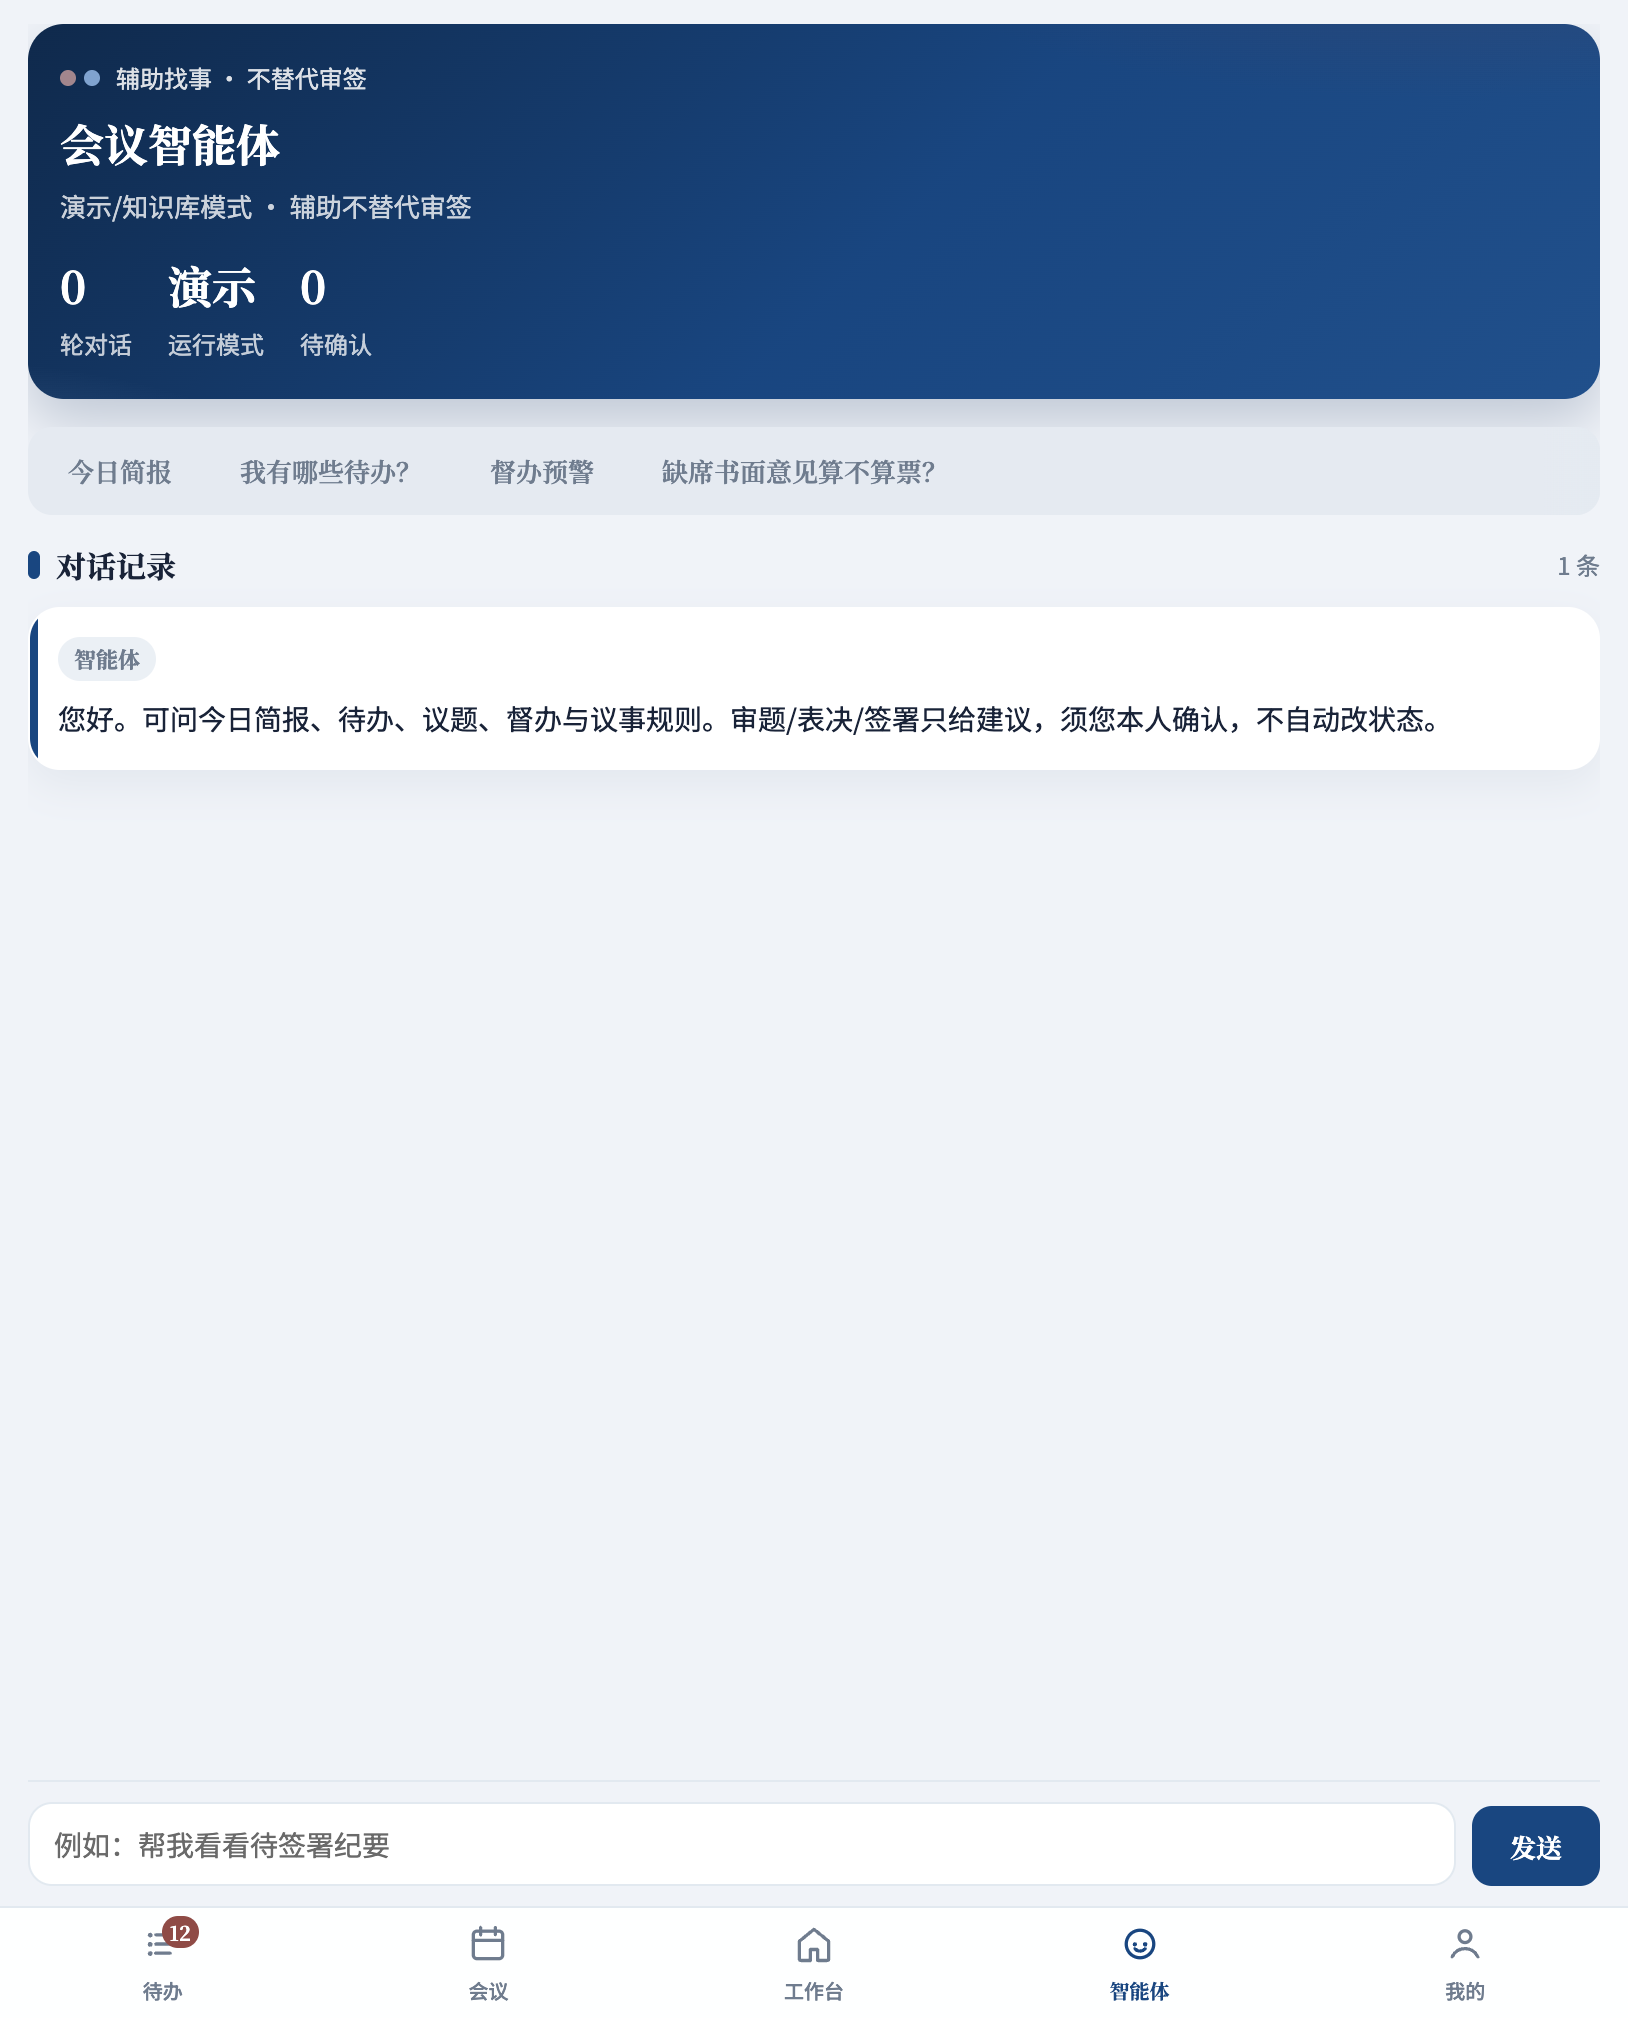 辅助找事 · 不替代审签
会议智能体
演示/知识库模式 · 辅助不替代审签
0 演示 0
轮对话 运行模式 待确认
今日简报 我有哪些待办? 督办预警 缺席书面意见算不算票?
对话记录 1 条
智能体
您好。可问今日简报、待办、议题、督办与议事规则。审题/表决/签署只给建议，须您本人确认，不自动改状态。
例如：帮我看看待签署纪要 发送
12
待办 会议 工作台 智能体 我的